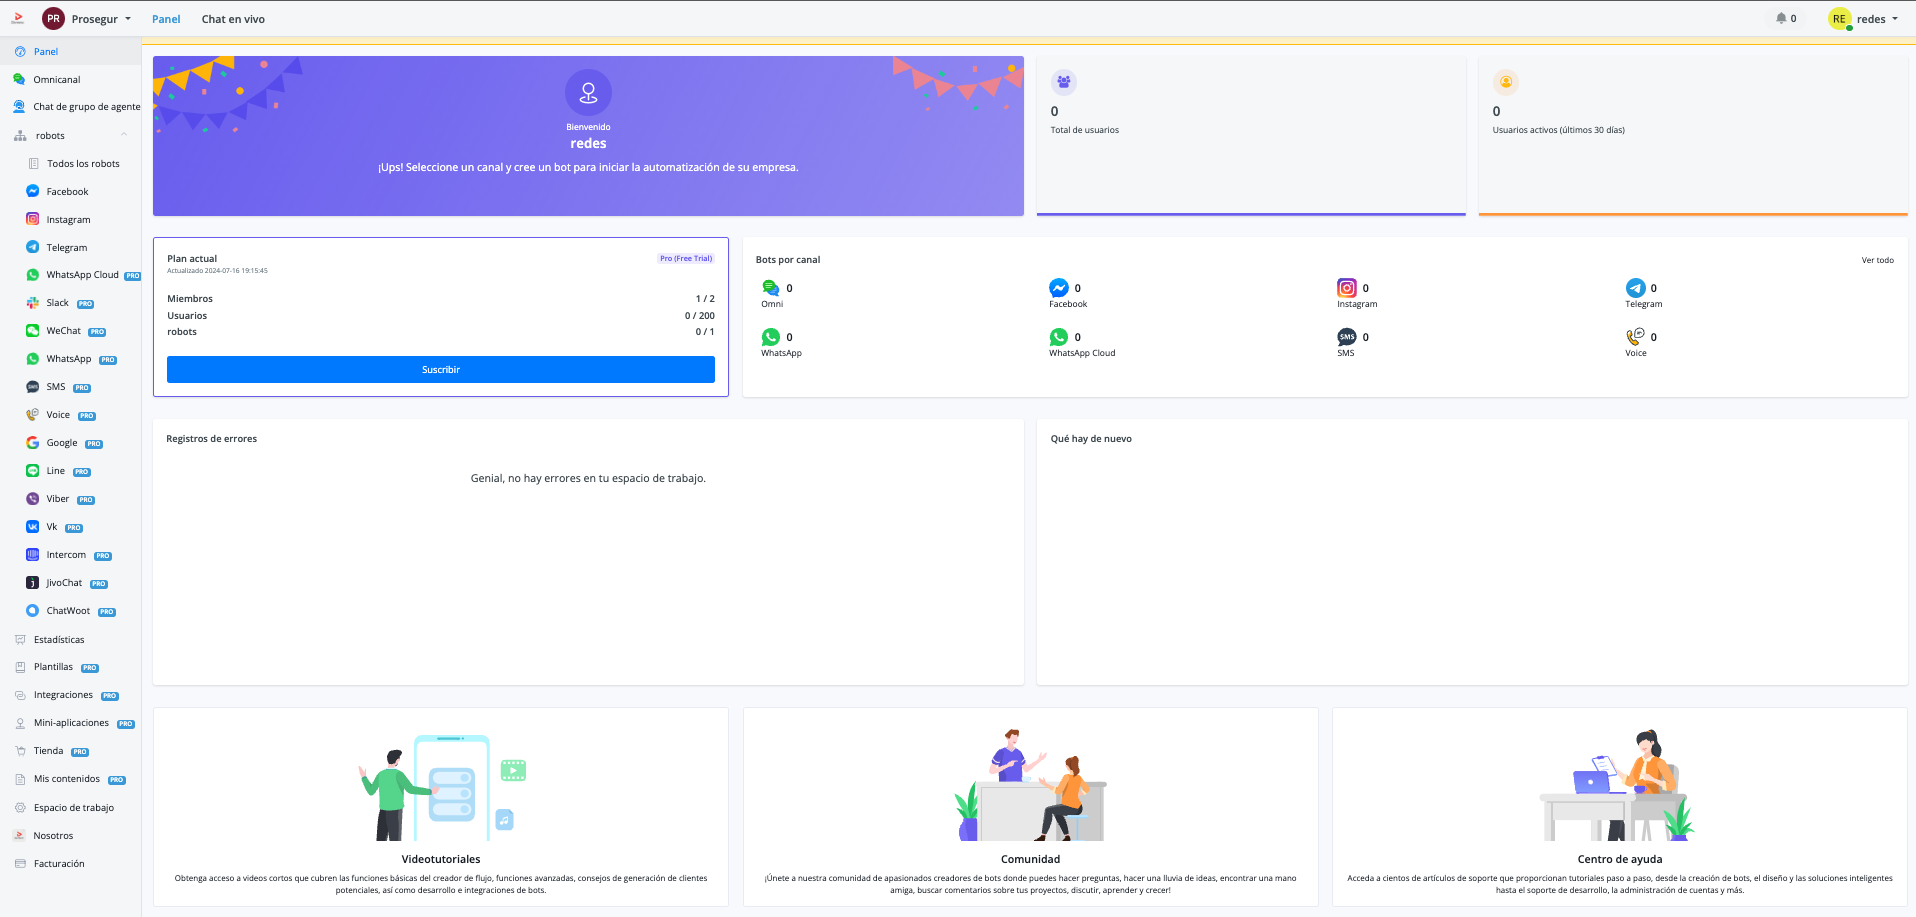 PR Prosegur Panel Chat en vivo 0 RE redes
Panel
Omnicanal
Chat de grupo de agente
robots
Todos los robots
Facebook
Instagram
Telegram
WhatsApp Cloud PRO
Slack PRO
WeChat PRO
WhatsApp PRO
SMS PRO
Voice PRO
Google PRO
Line PRO
Viber PRO
Vk PRO
Intercom PRO
JivoChat PRO
ChatWoot PRO
Estadísticas
Plantillas PRO
Integraciones PRO
Mini-aplicaciones PRO
Tienda PRO
Mis contenidos PRO
Espacio de trabajo
Nosotros
Facturación
Bienvenido
redes
¡Ups! Seleccione un canal y cree un bot para iniciar la automatización de su empresa.
0
Total de usuarios
0
Usuarios activos (últimos 30 días)
Plan actual Pro (Free Trial)
Actualizado 2024-07-16 19:15:45
Miembros 1 / 2
Usuarios 0 / 200
robots 0 / 1
Suscribir
Bots por canal Ver todo
0 0 0 0
Omni Facebook Instagram Telegram
0 0 SMS 0 0
WhatsApp WhatsApp Cloud SMS Voice
Registros de errores
Genial, no hay errores en tu espacio de trabajo.
Qué hay de nuevo
Videotutoriales
Obtenga acceso a videos cortos que cubren las funciones básicas del creador de flujo, funciones avanzadas, consejos de generación de clientes
potenciales, así como desarrollo e integraciones de bots.
Comunidad
¡Únete a nuestra comunidad de apasionados creadores de bots donde puedes hacer preguntas, hacer una lluvia de ideas, encontrar una mano
amiga, buscar comentarios sobre tus proyectos, discutir, aprender y crecer!
Centro de ayuda
Acceda a cientos de artículos de soporte que proporcionan tutoriales paso a paso, desde la creación de bots, el diseño y las soluciones inteligentes
hasta el soporte de desarrollo, la administración de cuentas y más.